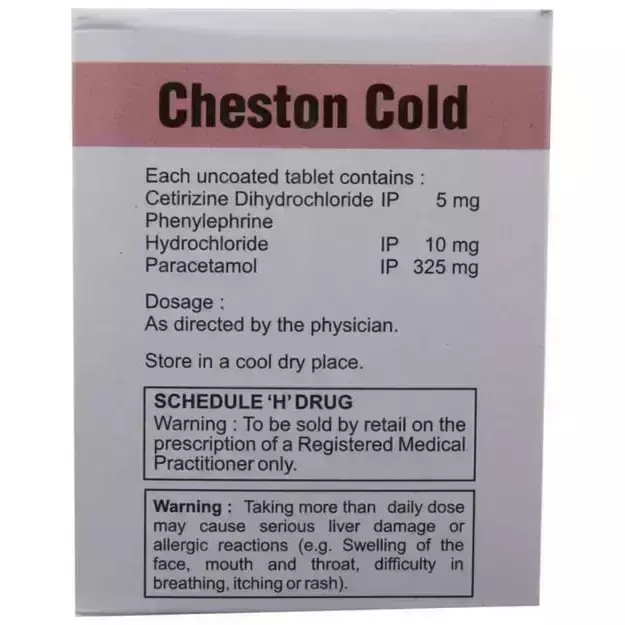 Cheston Cold
Each uncoated tablet contains :
Cetirizine Dihydrochloride IP 5 mg
Phenylephrine
Hydrochloride IP 10 mg
Paracetamol IP 325 mg
Dosage :
As directed by the physician.
Store in a cool dry place.
SCHEDULE ‘H’ DRUG
Warning : To be sold by retail on the
prescription of a Registered Medical
Practitioner only.
Warning : Taking more than daily dose
may cause serious liver damage or
allergic reactions (e.g. Swelling of the
face, mouth and throat, difficulty in
breathing, itching or rash).